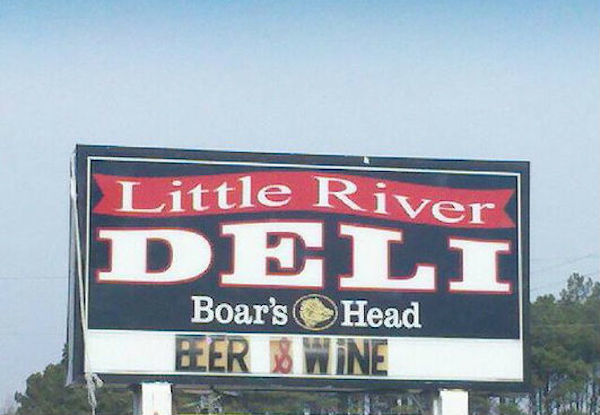 Little River
DELI
Boar's Head
BEER & WiNE